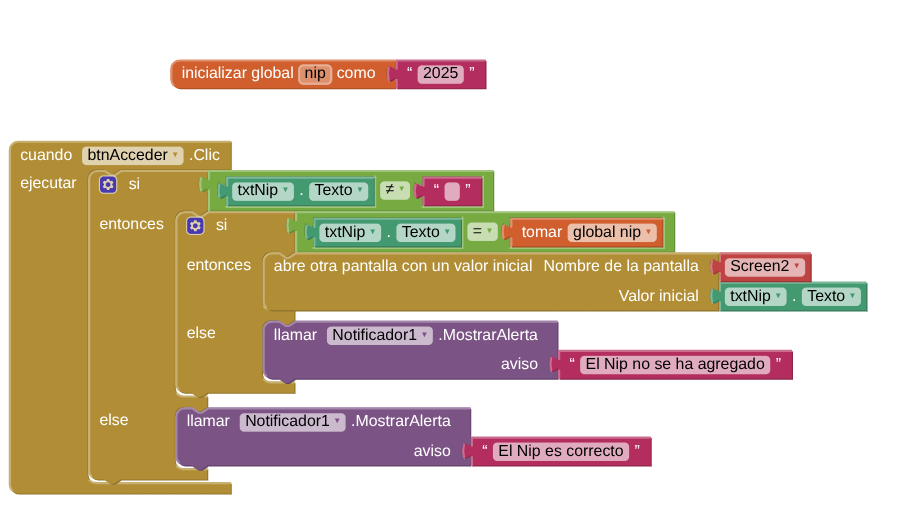 inicializar global nip como “ 2025 ”
cuando btnAcceder .Clic
ejecutar si txtNip . Texto ≠ “ ”
entonces si txtNip . Texto = tomar global nip
entonces abre otra pantalla con un valor inicial Nombre de la pantalla Screen2
Valor inicial txtNip . Texto
else llamar Notificador1 .MostrarAlerta
aviso “ El Nip no se ha agregado ”
else llamar Notificador1 .MostrarAlerta
aviso “ El Nip es correcto ”